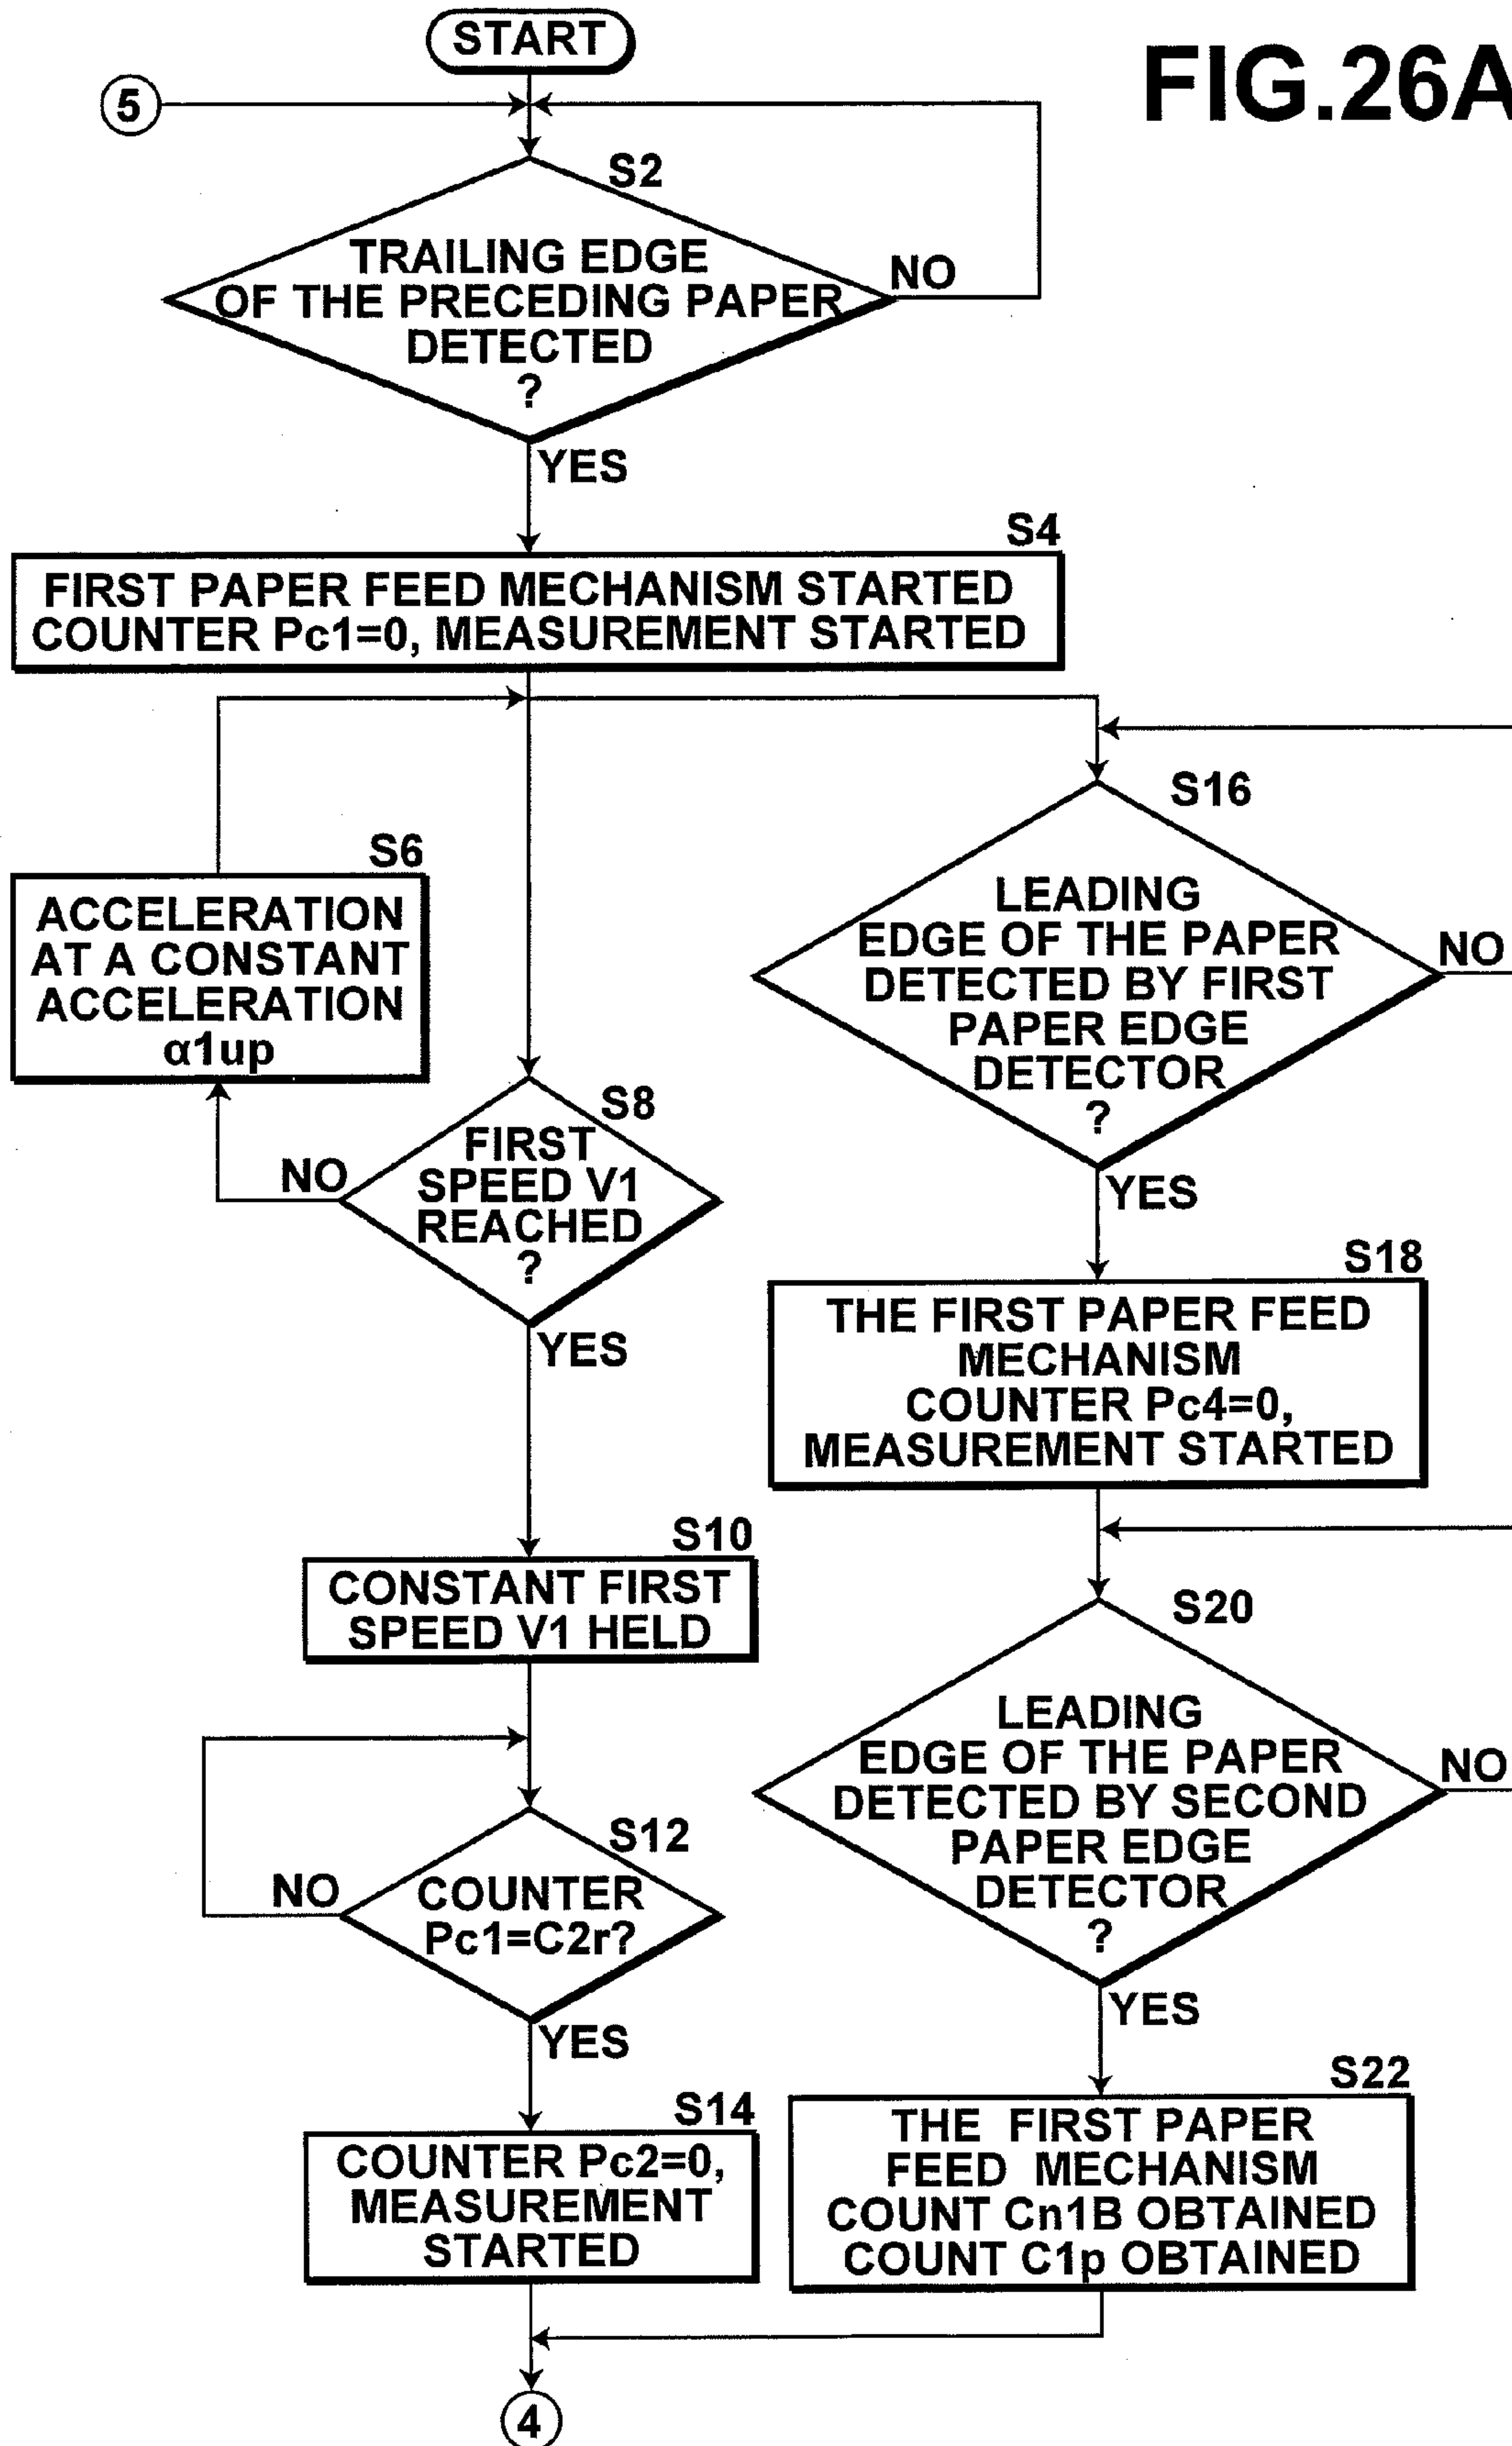 START
FIG.26A
5
S2
TRAILING EDGE
OF THE PRECEDING PAPER
DETECTED
?
NO
YES
S4
FIRST PAPER FEED MECHANISM STARTED
COUNTER Pc1=0, MEASUREMENT STARTED
S6
ACCELERATION
AT A CONSTANT
ACCELERATION
α1up
S8
FIRST
SPEED V1
REACHED
?
NO
YES
S10
CONSTANT FIRST
SPEED V1 HELD
S12
COUNTER
Pc1=C2r?
NO
YES
S14
COUNTER Pc2=0,
MEASUREMENT
STARTED
S16
LEADING
EDGE OF THE PAPER
DETECTED BY FIRST
PAPER EDGE
DETECTOR
?
NO
YES
S18
THE FIRST PAPER FEED
MECHANISM
COUNTER Pc4=0,
MEASUREMENT STARTED
S20
LEADING
EDGE OF THE PAPER
DETECTED BY SECOND
PAPER EDGE
DETECTOR
?
NO
YES
S22
THE FIRST PAPER
FEED MECHANISM
COUNT Cn1B OBTAINED
COUNT C1p OBTAINED
4